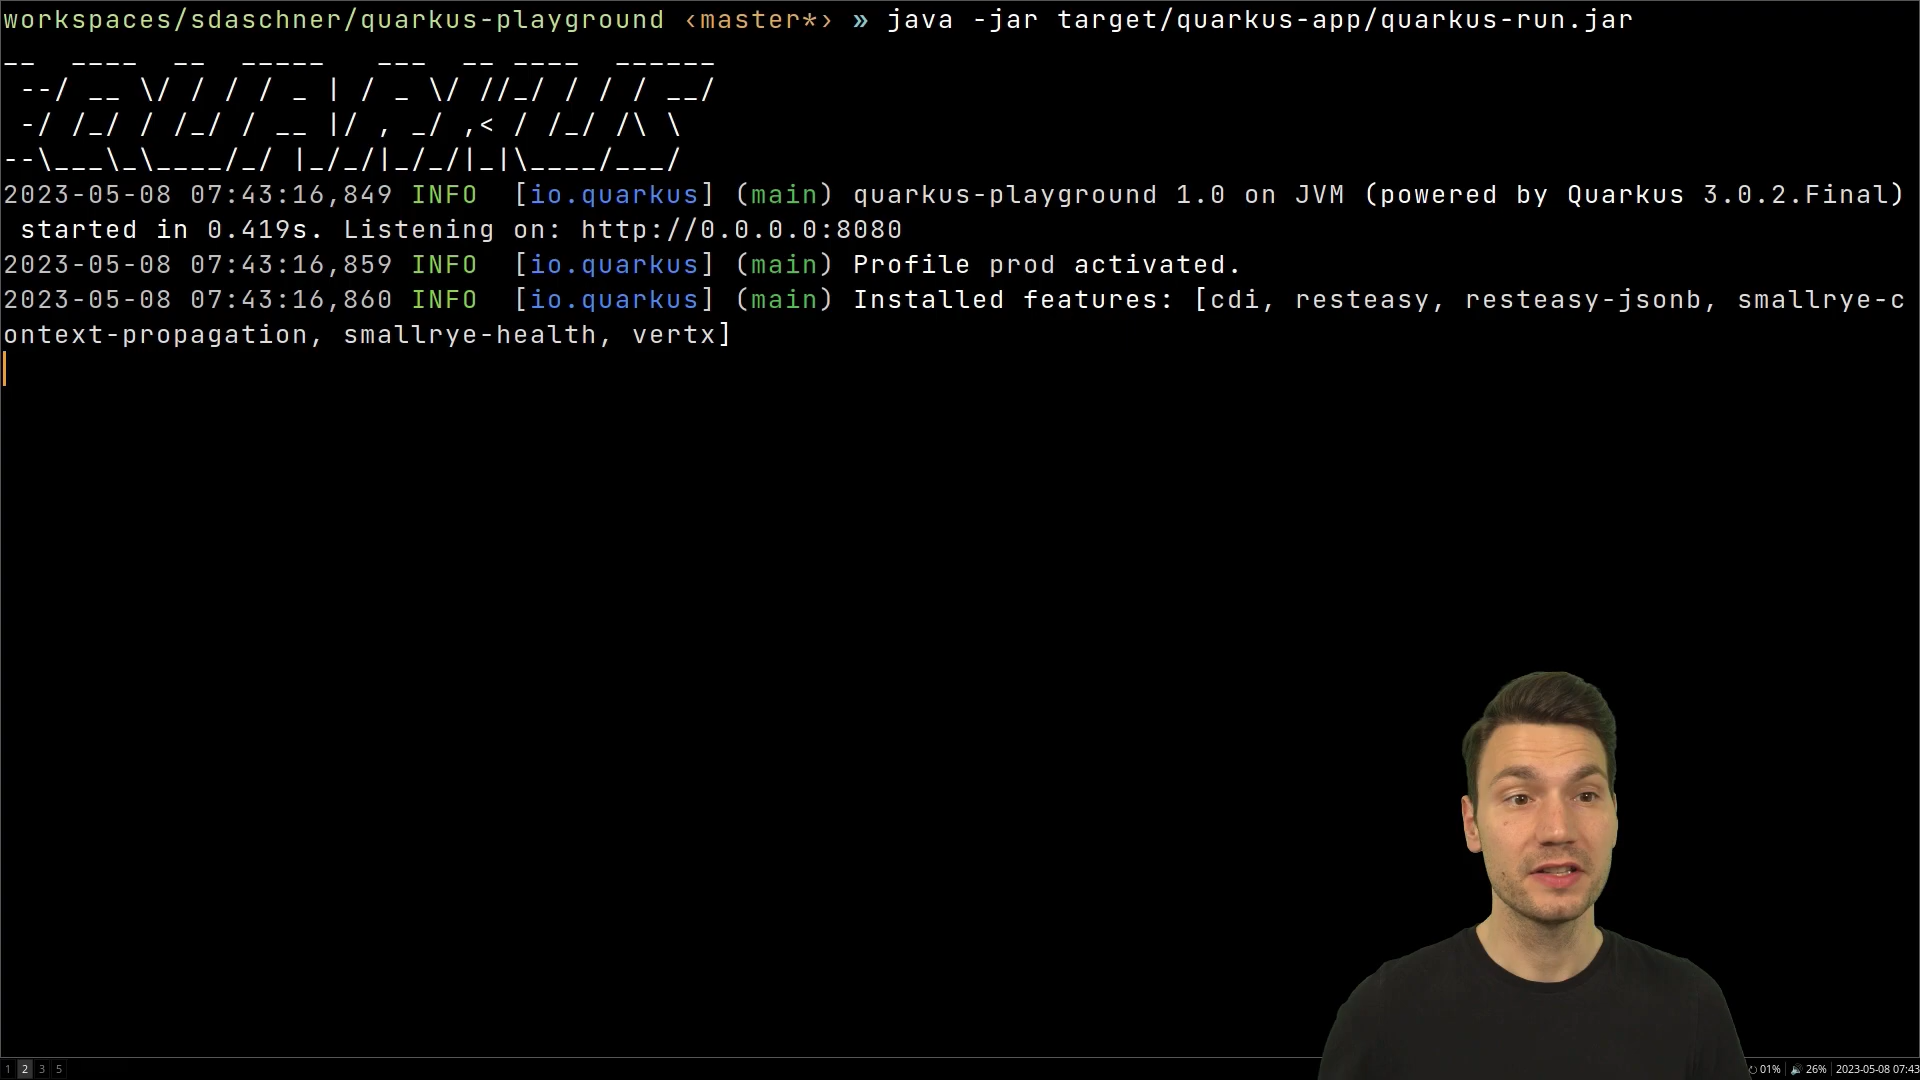 workspaces/sdaschner/quarkus-playground ‹master*› » java -jar target/quarkus-app/quarkus-run.jar
__  ____  __  _____   ___  __ ____  ______
 --/ __ \/ / / / _ | / _ \/ //_/ / / / __/
 -/ /_/ / /_/ / __ |/ , _/ ,< / /_/ /\ \
--\___\_\____/_/ |_/_/|_/_/|_|\____/___/
2023-05-08 07:43:16,849 INFO  [io.quarkus] (main) quarkus-playground 1.0 on JVM (powered by Quarkus 3.0.2.Final)
 started in 0.419s. Listening on: http://0.0.0.0:8080
2023-05-08 07:43:16,859 INFO  [io.quarkus] (main) Profile prod activated.
2023-05-08 07:43:16,860 INFO  [io.quarkus] (main) Installed features: [cdi, resteasy, resteasy-jsonb, smallrye-c
ontext-propagation, smallrye-health, vertx]
1 2 3 5
01% 26% 2023-05-08 07:43